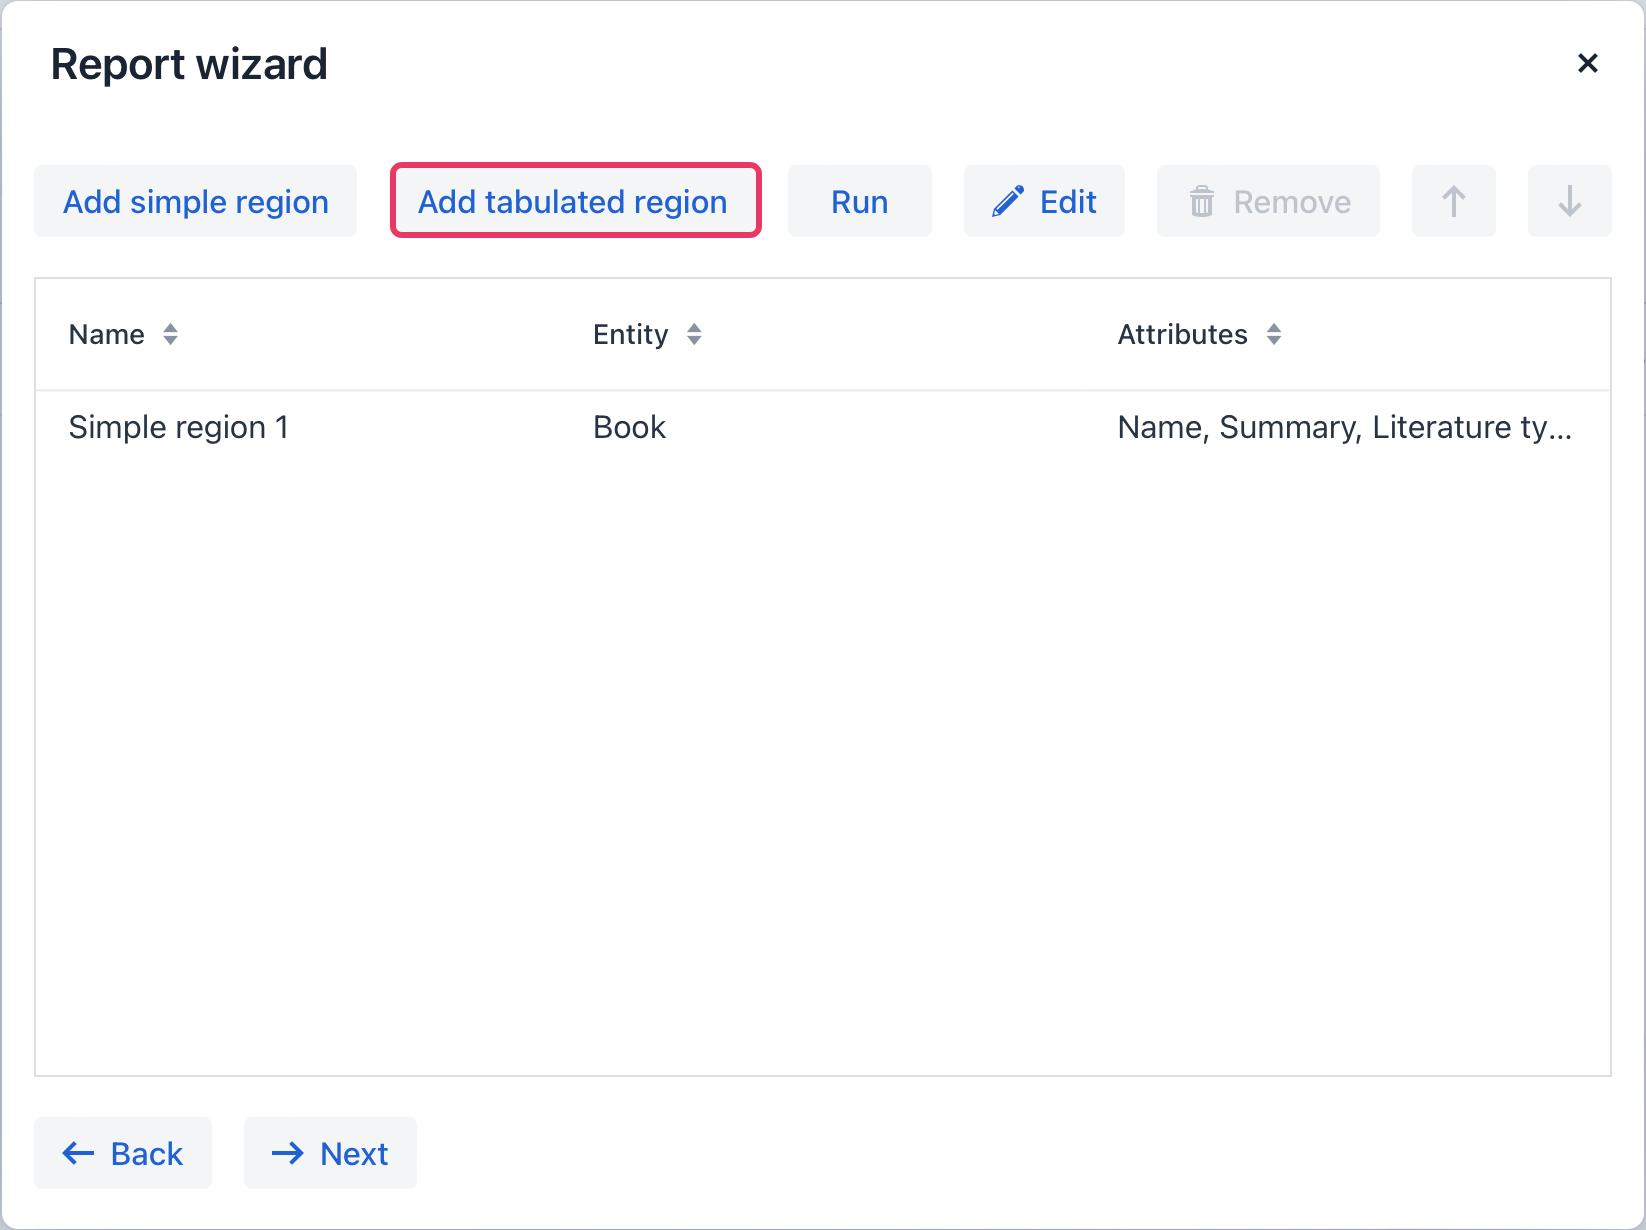 Report wizard
Add simple region Add tabulated region Run Edit Remove
Name Entity Attributes
Simple region 1 Book Name, Summary, Literature ty...
Back Next